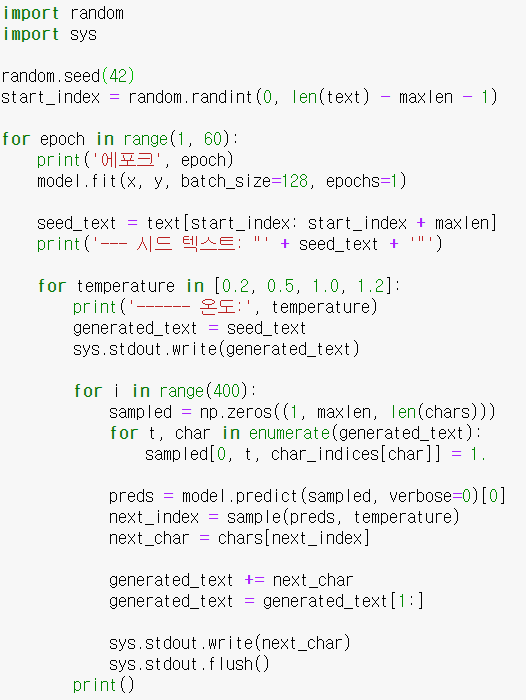 import random
import sys

random.seed(42)
start_index = random.randint(0, len(text) - maxlen - 1)

for epoch in range(1, 60):
    print('에포크', epoch)
    model.fit(x, y, batch_size=128, epochs=1)

    seed_text = text[start_index: start_index + maxlen]
    print('--- 시드 텍스트: "' + seed_text + '"')

    for temperature in [0.2, 0.5, 1.0, 1.2]:
        print('------ 온도:', temperature)
        generated_text = seed_text
        sys.stdout.write(generated_text)

        for i in range(400):
            sampled = np.zeros((1, maxlen, len(chars)))
            for t, char in enumerate(generated_text):
                sampled[0, t, char_indices[char]] = 1.

            preds = model.predict(sampled, verbose=0)[0]
            next_index = sample(preds, temperature)
            next_char = chars[next_index]

            generated_text += next_char
            generated_text = generated_text[1:]

            sys.stdout.write(next_char)
            sys.stdout.flush()
        print()